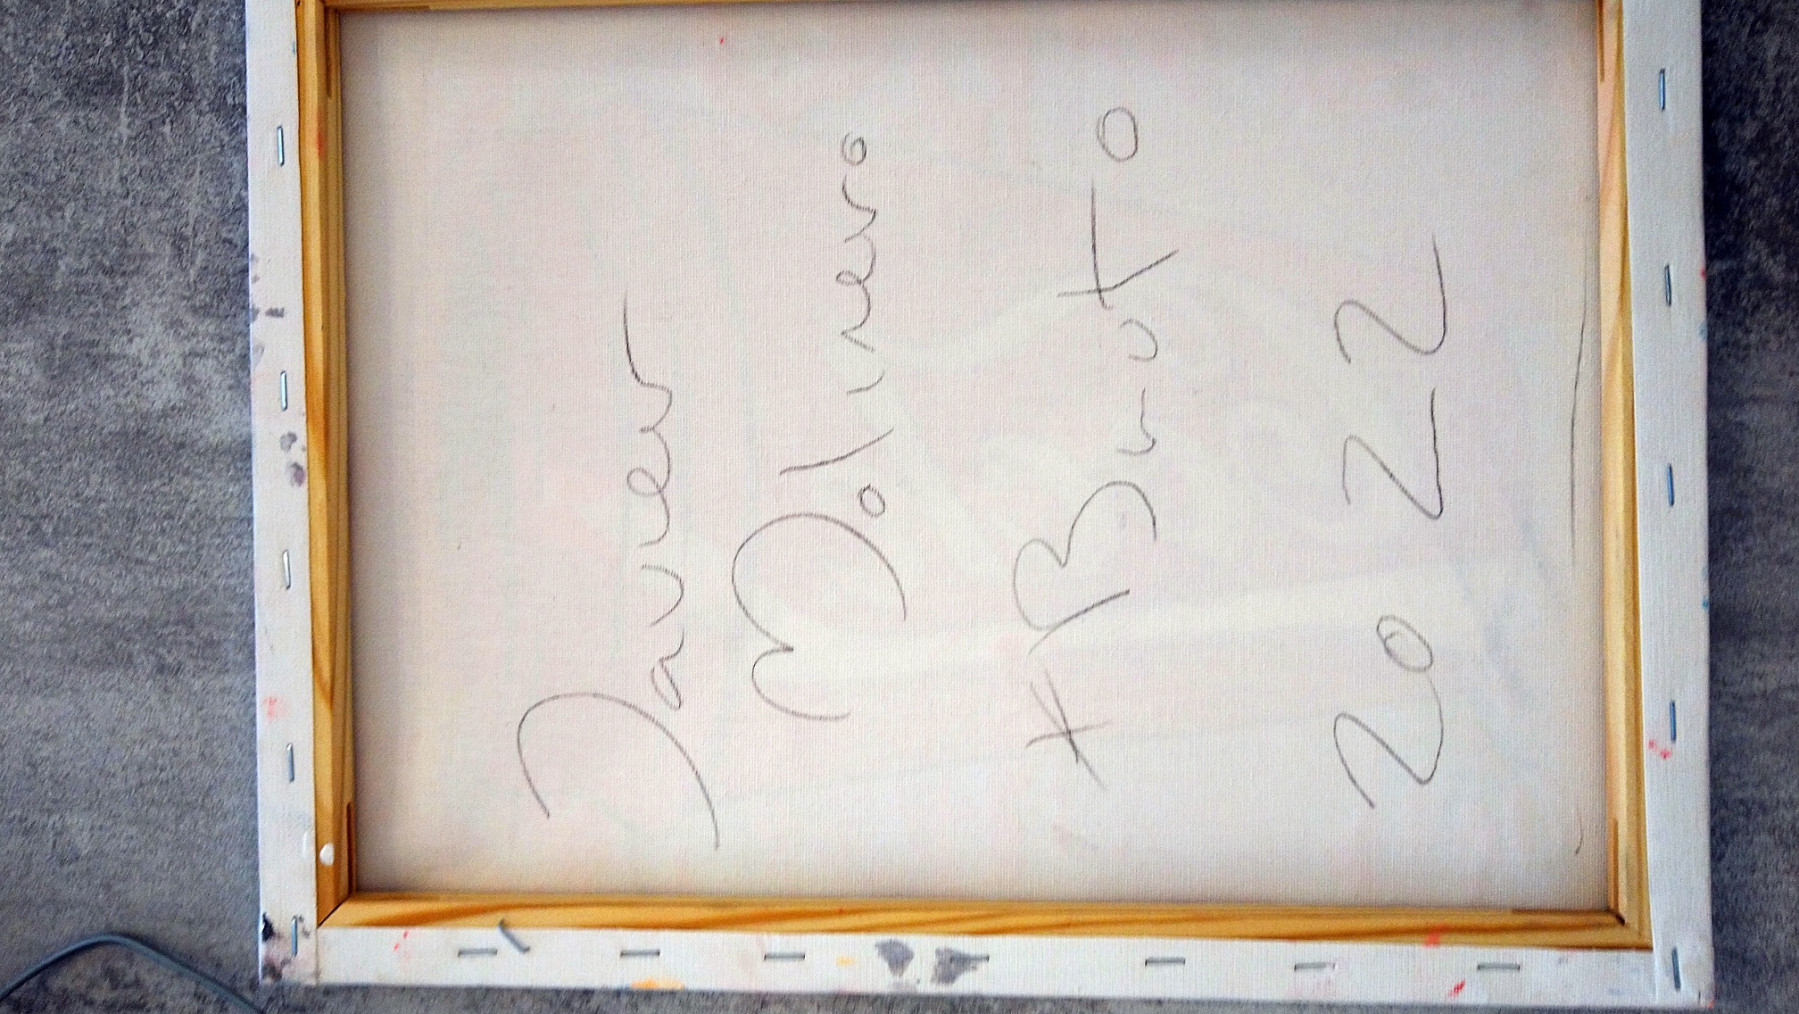 Javier
Molinero
x Bruto
2022